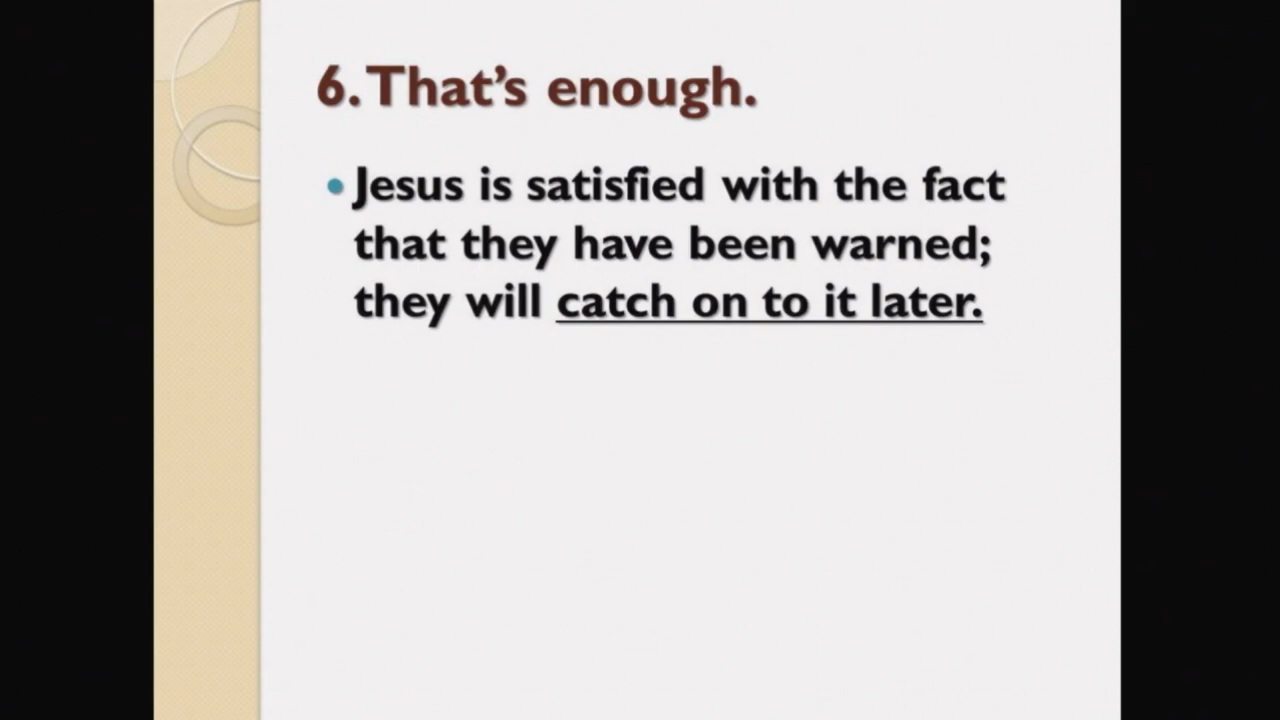 6. That’s enough.
• Jesus is satisfied with the fact
that they have been warned;
they will catch on to it later.